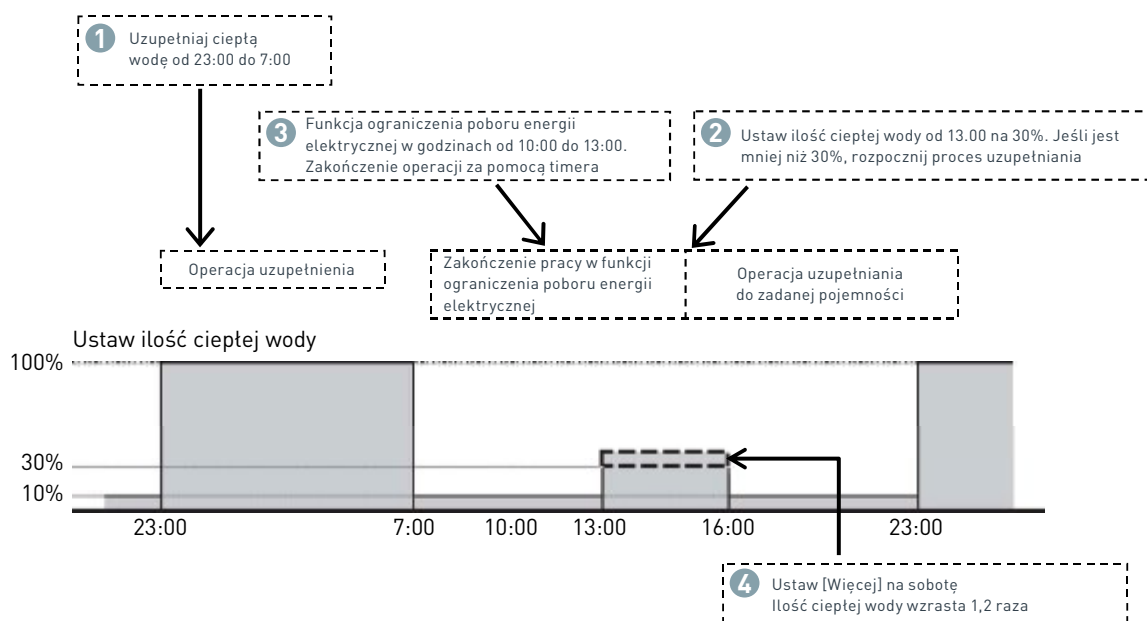 1 Uzupełniaj ciepłą
wodę od 23:00 do 7:00
3 Funkcja ograniczenia poboru energii
elektrycznej w godzinach od 10:00 do 13:00.
Zakończenie operacji za pomocą timera
2 Ustaw ilość ciepłej wody od 13.00 na 30%. Jeśli jest
mniej niż 30%, rozpocznij proces uzupełniania
Operacja uzupełnienia
Zakończenie pracy w funkcji
ograniczenia poboru energii
elektrycznej
Operacja uzupełniania
do zadanej pojemności
Ustaw ilość ciepłej wody
100%
30%
10%
23:00 7:00 10:00 13:00 16:00 23:00
4 Ustaw [Więcej] na sobotę
Ilość ciepłej wody wzrasta 1,2 raza